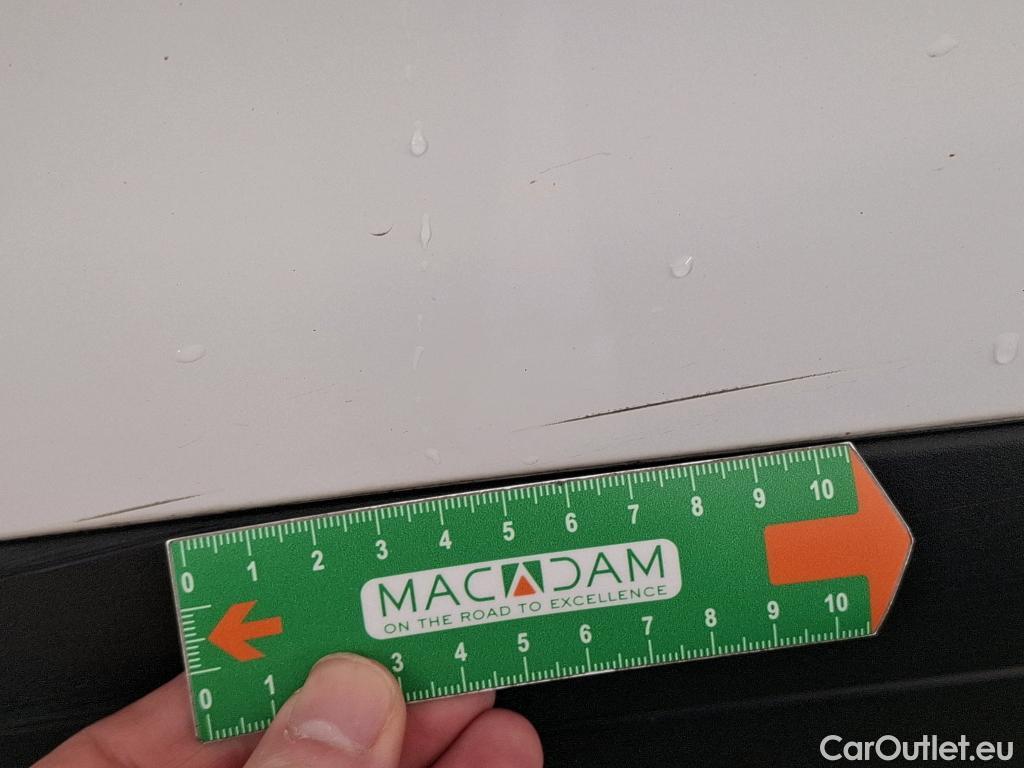 0 1 2 3 4 5 6 7 8 9 10
MACADAM
ON THE ROAD TO EXCELLENCE
0 1 3 4 5 6 7 8 9 10
CarOutlet.eu